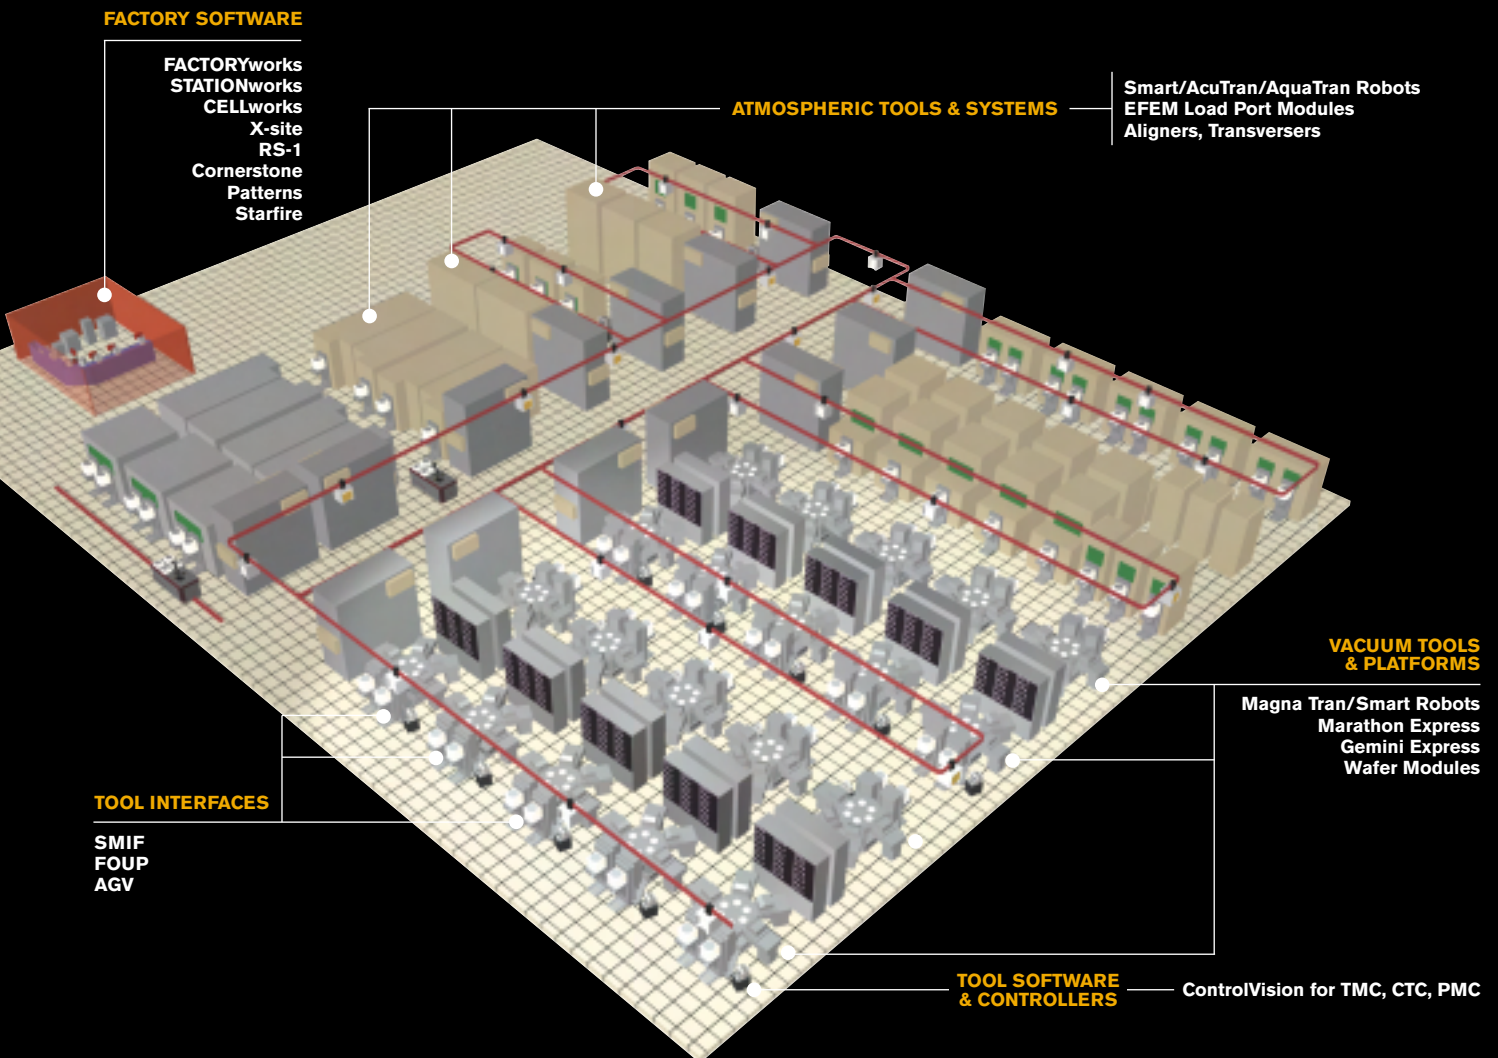 FACTORY SOFTWARE
FACTORYworks
STATIONworks
CELLworks
X-site
RS-1
Cornerstone
Patterns
Starfire
ATMOSPHERIC TOOLS & SYSTEMS
Smart/AcuTran/AquaTran Robots
EFEM Load Port Modules
Aligners, Transversers
VACUUM TOOLS
& PLATFORMS
Magna Tran/Smart Robots
Marathon Express
Gemini Express
Wafer Modules
TOOL INTERFACES
SMIF
FOUP
AGV
TOOL SOFTWARE
& CONTROLLERS
ControlVision for TMC, CTC, PMC